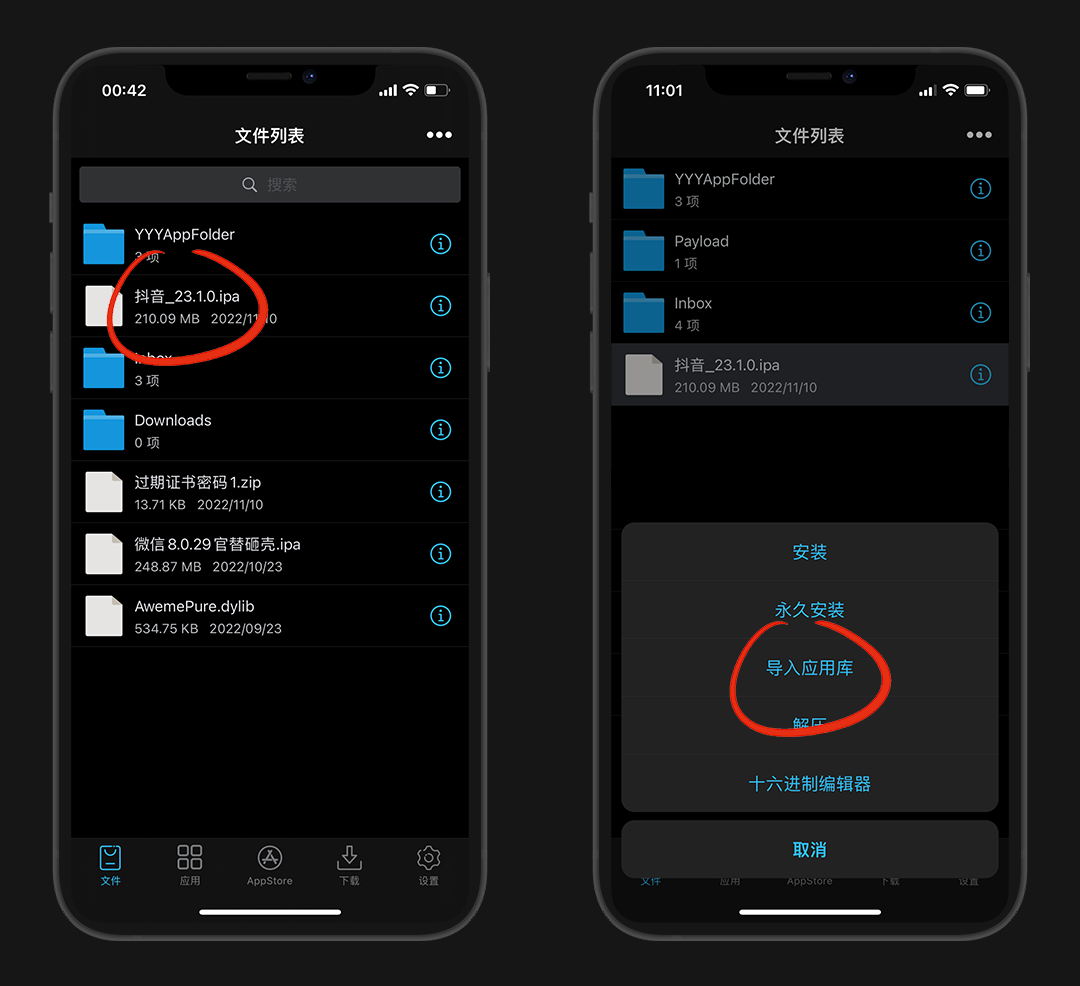 00:42
文件列表
搜索
YYYAppFolder
3 项
抖音_23.1.0.ipa
210.09 MB 2022/11/10
Inbox
3 项
Downloads
0 项
过期证书密码1.zip
13.71 KB 2022/11/10
微信8.0.29官替砸壳.ipa
248.87 MB 2022/10/23
AwemePure.dylib
534.75 KB 2022/09/23
文件
应用
AppStore
下载
设置
11:01
文件列表
YYYAppFolder
3 项
Payload
1 项
Inbox
4 项
抖音_23.1.0.ipa
210.09 MB 2022/11/10
安装
永久安装
导入应用库
解压
十六进制编辑器
取消
文件
应用
AppStore
下载
设置